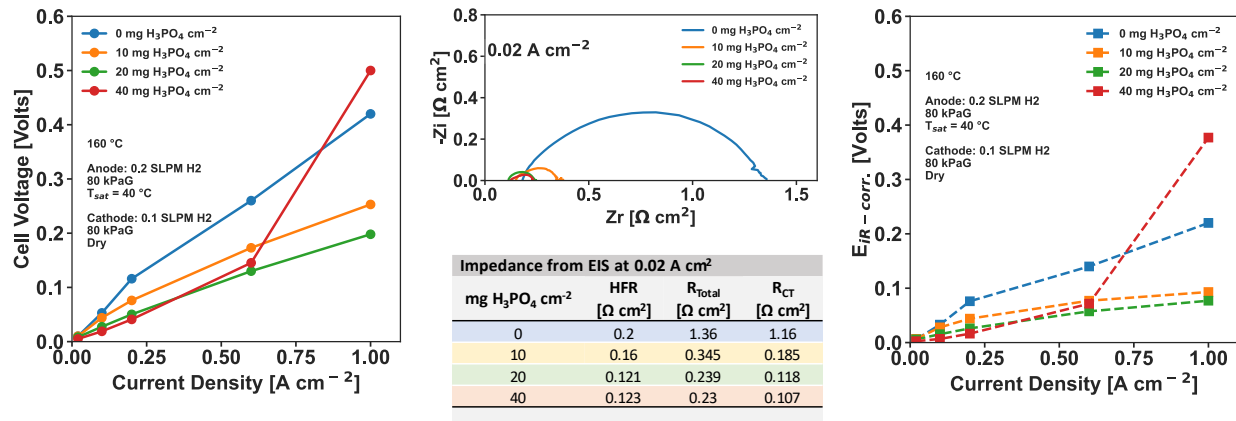 0 mg H₃PO₄ cm⁻²
10 mg H₃PO₄ cm⁻²
20 mg H₃PO₄ cm⁻²
40 mg H₃PO₄ cm⁻²
160 °C
Anode: 0.2 SLPM H2
80 kPaG
T_sat = 40 °C
Cathode: 0.1 SLPM H2
80 kPaG
Dry
Cell Voltage [Volts]
0.6
0.5
0.4
0.3
0.2
0.1
0.0
0.00 0.25 0.50 0.75 1.00
Current Density [A cm⁻²]
0.02 A cm⁻²
0 mg H₃PO₄ cm⁻²
10 mg H₃PO₄ cm⁻²
20 mg H₃PO₄ cm⁻²
40 mg H₃PO₄ cm⁻²
-Zi [Ω cm²]
0.8
0.6
0.4
0.2
0.0
0.0 0.5 1.0 1.5
Zr [Ω cm²]
Impedance from EIS at 0.02 A cm²
mg H₃PO₄ cm⁻² HFR [Ω cm²] R_Total [Ω cm²] R_CT [Ω cm²]
0 0.2 1.36 1.16
10 0.16 0.345 0.185
20 0.121 0.239 0.118
40 0.123 0.23 0.107
0 mg H₃PO₄ cm⁻²
10 mg H₃PO₄ cm⁻²
20 mg H₃PO₄ cm⁻²
40 mg H₃PO₄ cm⁻²
160 °C
Anode: 0.2 SLPM H2
80 kPaG
T_sat = 40 °C
Cathode: 0.1 SLPM H2
80 kPaG
Dry
E_iR-corr. [Volts]
0.6
0.5
0.4
0.3
0.2
0.1
0.0
0.00 0.25 0.50 0.75 1.00
Current Density [A cm⁻²]